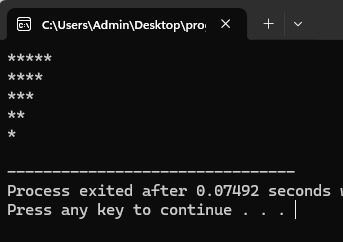 C:\Users\Admin\Desktop\pro
*****
****
***
**
*
--------------------------------
Process exited after 0.07492 seconds
Press any key to continue . . .